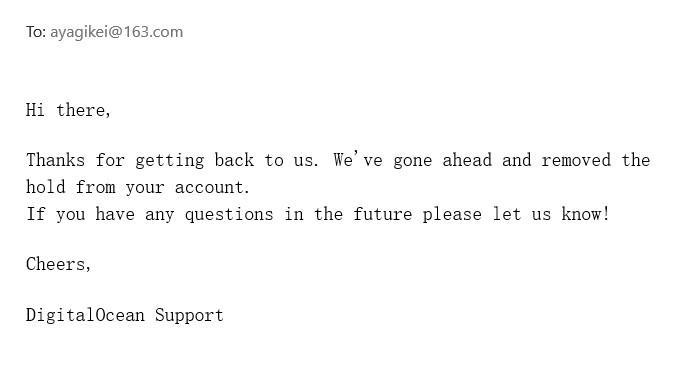 To: ayagikei@163.com
Hi there,
Thanks for getting back to us. We've gone ahead and removed the
hold from your account.
If you have any questions in the future please let us know!
Cheers,
DigitalOcean Support